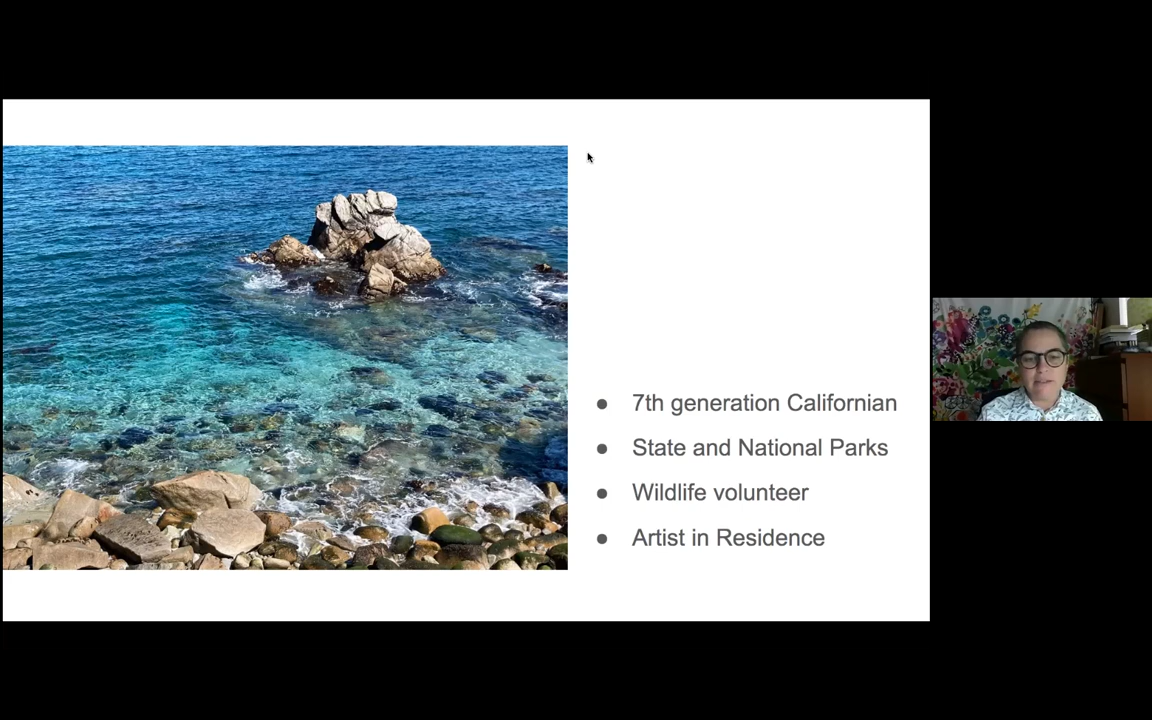 ● 7th generation Californian
● State and National Parks
● Wildlife volunteer
● Artist in Residence